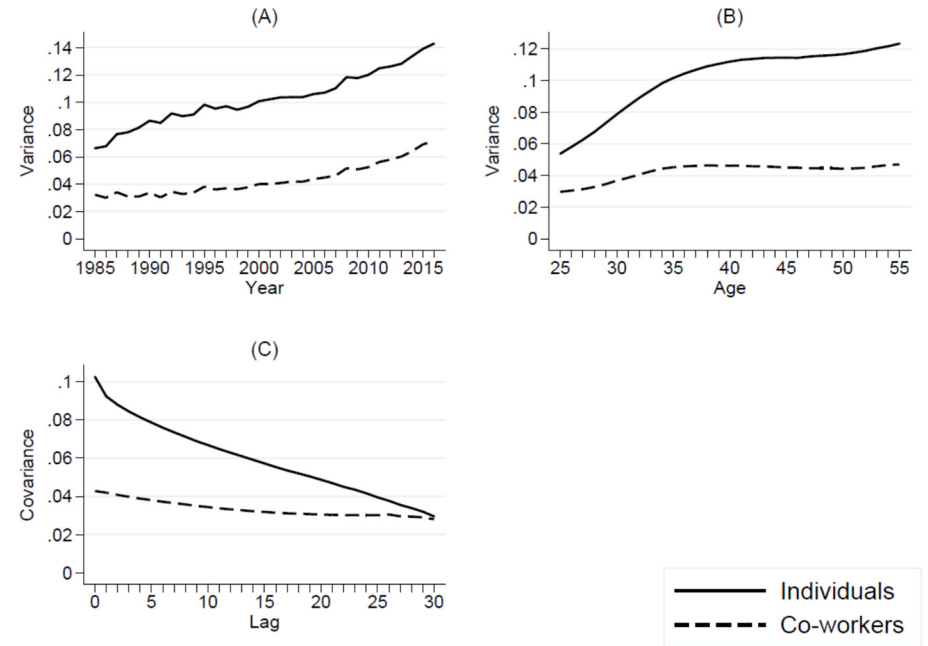 (A)
Variance
.14
.12
.1
.08
.06
.04
.02
0
1985 1990 1995 2000 2005 2010 2015
Year
(B)
Variance
.12
.1
.08
.06
.04
.02
0
25 30 35 40 45 50 55
Age
(C)
Covariance
.1
.08
.06
.04
.02
0
0 5 10 15 20 25 30
Lag
Individuals
Co-workers